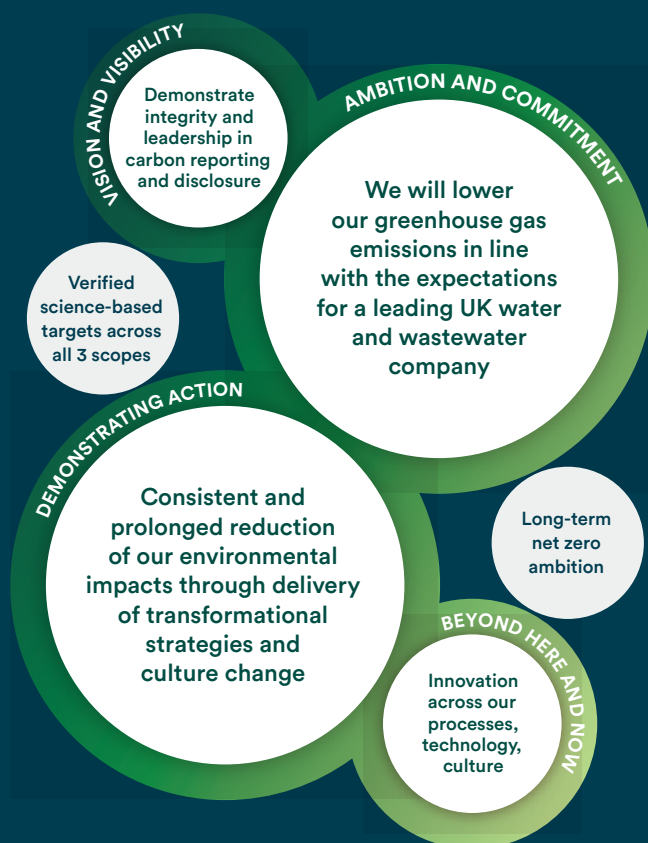 VISION AND VISIBILITY
Demonstrate
integrity and
leadership in
carbon reporting
and disclosure
AMBITION AND COMMITMENT
We will lower
our greenhouse gas
emissions in line
with the expectations
for a leading UK water
and wastewater
company
Verified
science-based
targets across
all 3 scopes
DEMONSTRATING ACTION
Consistent and
prolonged reduction
of our environmental
impacts through delivery
of transformational
strategies and
culture change
Long-term
net zero
ambition
BEYOND HERE AND NOW
Innovation
across our
processes,
technology,
culture